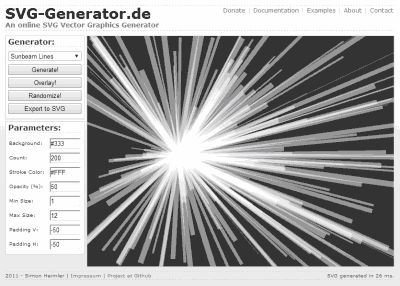 SVG-Generator.de
An online SVG Vector Graphics Generator
Donate | Documentation | Examples | About | Contact
Generator:
Sunbeam Lines
Generate!
Overlay!
Randomize!
Export to SVG
Parameters:
Background: #333
Count: 200
Stroke Color: #FFF
Opacity (%): 50
Min Size: 1
Max Size: 12
Padding V: -50
Padding H: -50
2011 - Simon Heimler | Impressum | Project at Github
SVG generated in 26 ms.